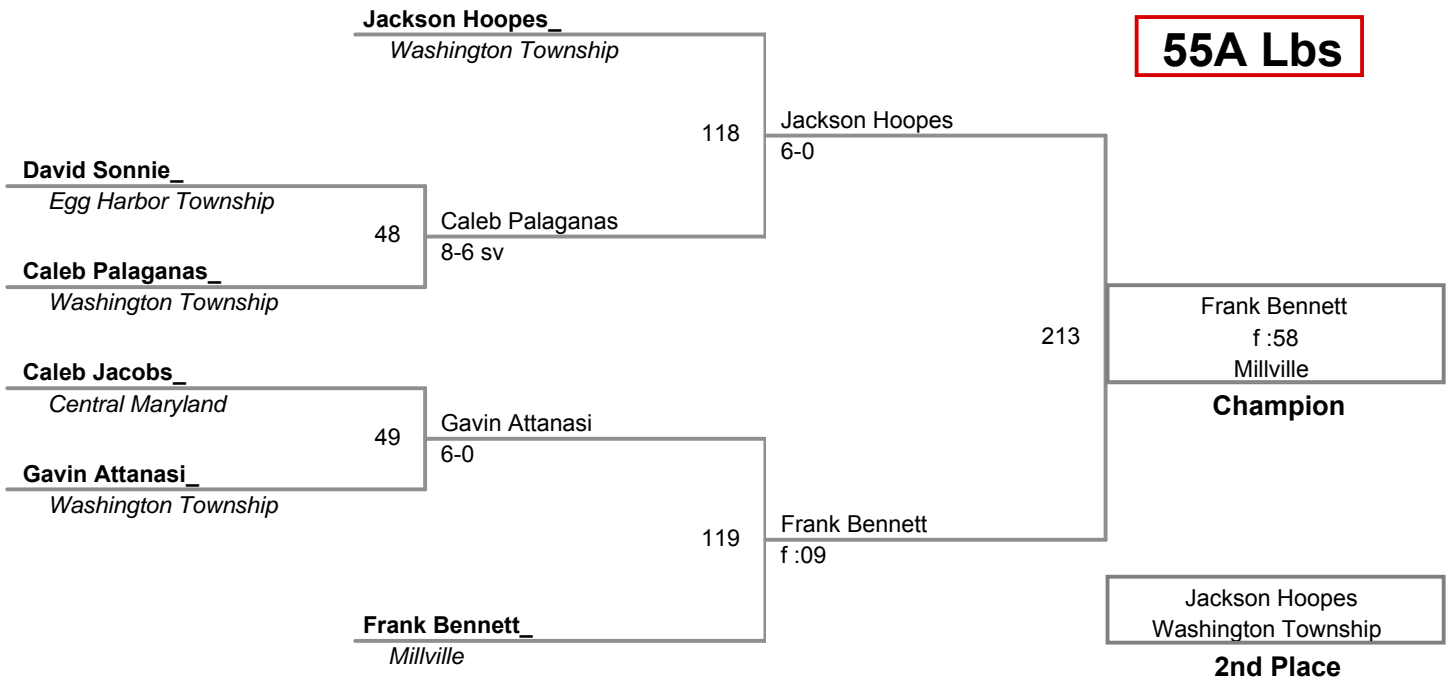 Jackson Hoopes_
Washington Township
55A Lbs
118
Jackson Hoopes
6-0
David Sonnie_
Egg Harbor Township
48
Caleb Palaganas
8-6 sv
Caleb Palaganas_
Washington Township
213
Frank Bennett
f :58
Millville
Champion
Caleb Jacobs_
Central Maryland
49
Gavin Attanasi
6-0
Gavin Attanasi_
Washington Township
119
Frank Bennett
f :09
Frank Bennett_
Millville
Jackson Hoopes
Washington Township
2nd Place